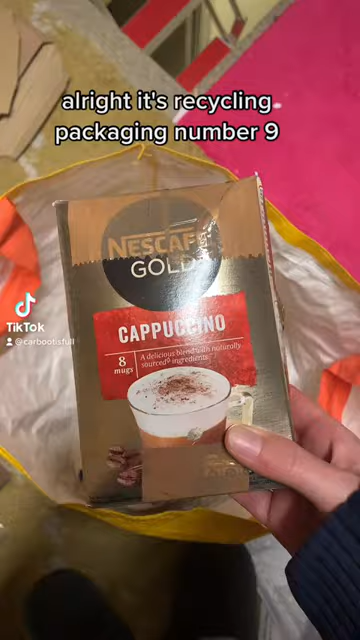 alright it's recycling
packaging number 9
NESCAFÉ
GOLD
CAPPUCCINO
8
mugs
A delicious blend with naturally
sourced ingredients
TikTok
@carbootisfull